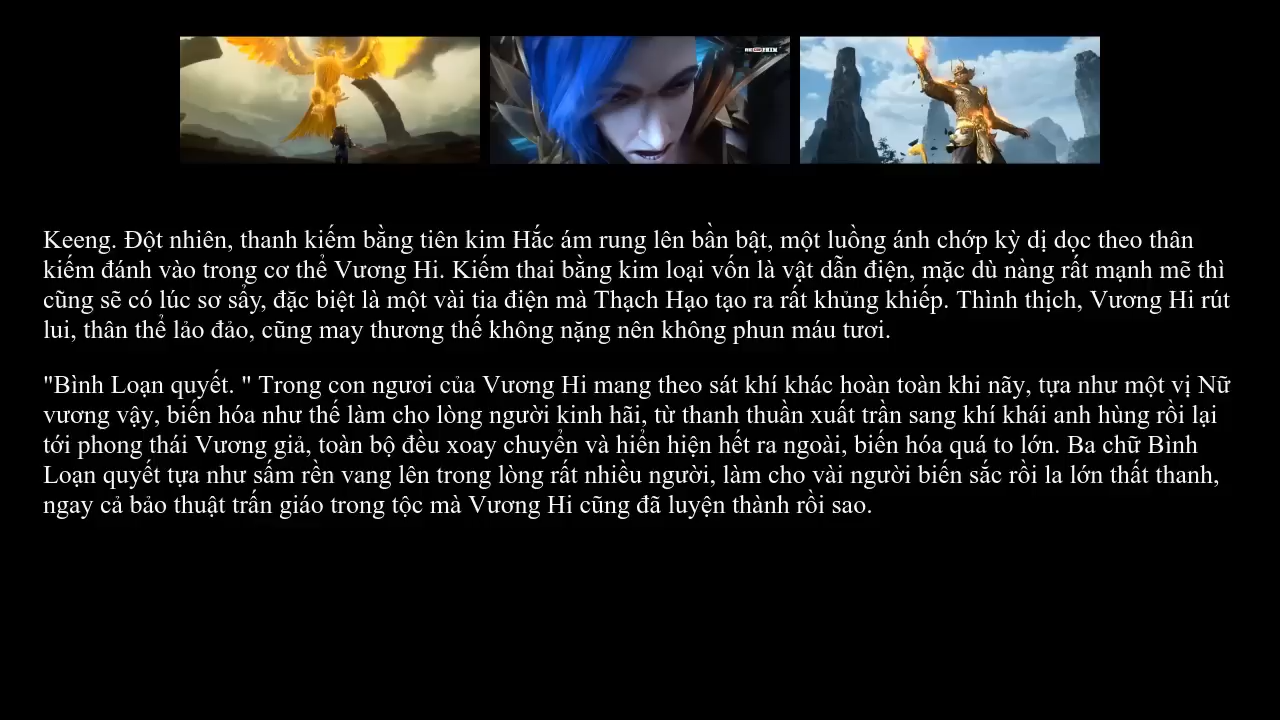 Keeng. Đột nhiên, thanh kiếm bằng tiên kim Hắc ám rung lên bần bật, một luồng ánh chớp kỳ dị dọc theo thân
kiếm đánh vào trong cơ thể Vương Hi. Kiếm thai bằng kim loại vốn là vật dẫn điện, mặc dù nàng rất mạnh mẽ thì
cũng sẽ có lúc sơ sẩy, đặc biệt là một vài tia điện mà Thạch Hạo tạo ra rất khủng khiếp. Thình thịch, Vương Hi rút
lui, thân thể lảo đảo, cũng may thương thế không nặng nên không phun máu tươi.
"Bình Loạn quyết. " Trong con ngươi của Vương Hi mang theo sát khí khác hoàn toàn khi nãy, tựa như một vị Nữ
vương vậy, biến hóa như thế làm cho lòng người kinh hãi, từ thanh thuần xuất trần sang khí khái anh hùng rồi lại
tới phong thái Vương giả, toàn bộ đều xoay chuyển và hiển hiện hết ra ngoài, biến hóa quá to lớn. Ba chữ Bình
Loạn quyết tựa như sấm rền vang lên trong lòng rất nhiều người, làm cho vài người biến sắc rồi la lớn thất thanh,
ngay cả bảo thuật trấn giáo trong tộc mà Vương Hi cũng đã luyện thành rồi sao.